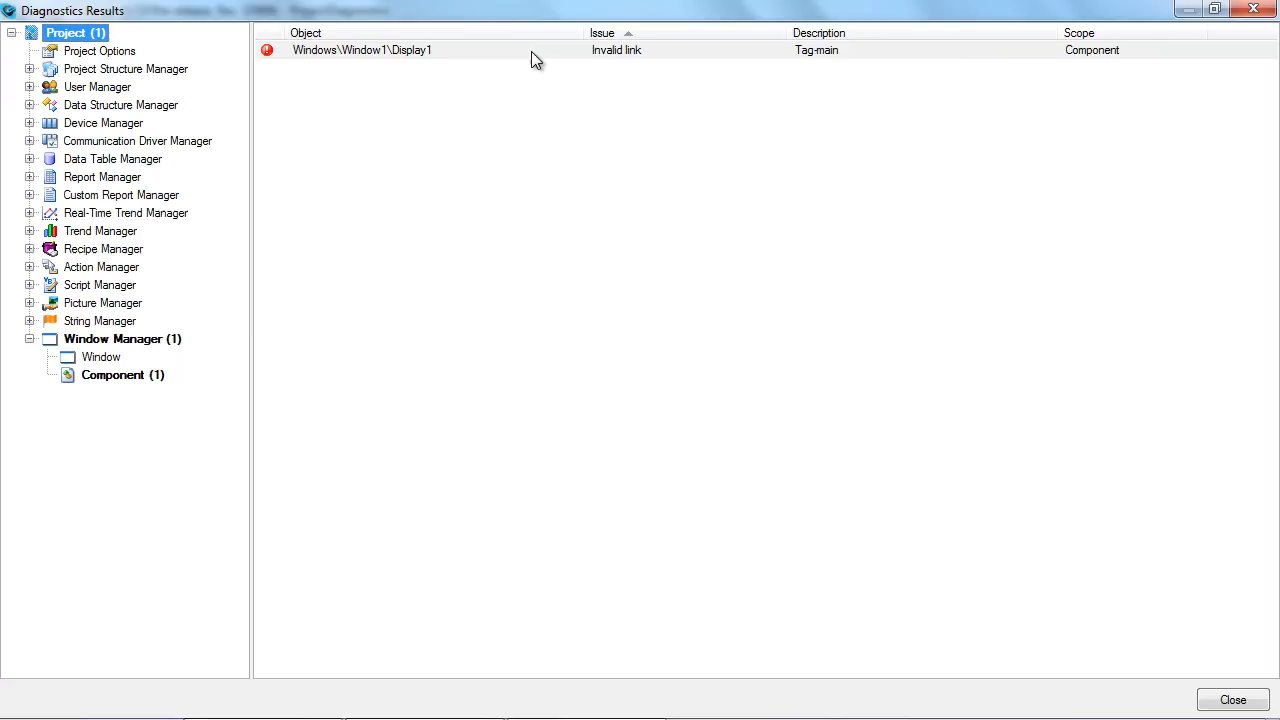 Diagnostics Results
Project (1)
Project Options
Project Structure Manager
User Manager
Data Structure Manager
Device Manager
Communication Driver Manager
Data Table Manager
Report Manager
Custom Report Manager
Real-Time Trend Manager
Trend Manager
Recipe Manager
Action Manager
Script Manager
Picture Manager
String Manager
Window Manager (1)
Window
Component (1)
Object Issue Description Scope
Windows\Window1\Display1 Invalid link Tag-main Component
Close